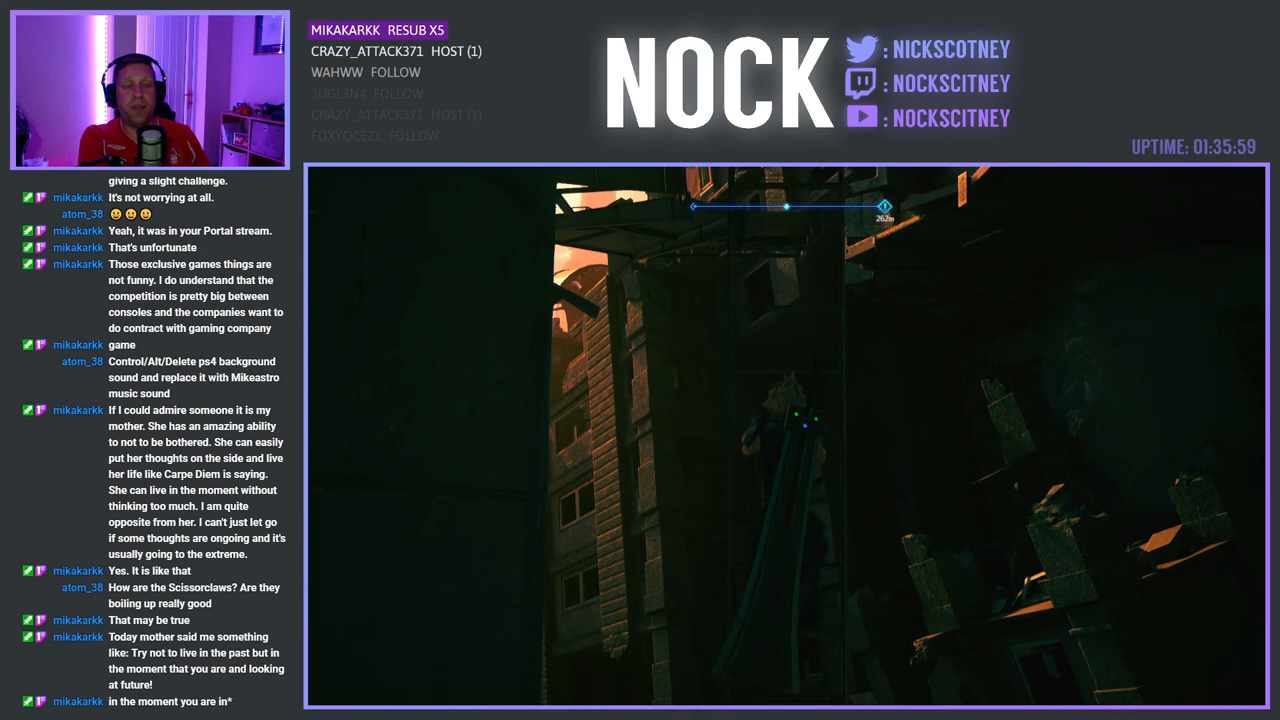 MIKAKARKK RESUB X5
CRAZY_ATTACK371 HOST (1)
WAHWW FOLLOW
3UGL3N4 FOLLOW
CRAZY_ATTACK371 HOST (1)
FOXYOCE21 FOLLOW
NOCK
: NICKSCOTNEY
: NOCKSCITNEY
: NOCKSCITNEY
UPTIME: 01:35:59
262m
giving a slight challenge.
mikakarkk It's not worrying at all.
atom_38 😀 😀 😀
mikakarkk Yeah, it was in your Portal stream.
mikakarkk That's unfortunate
mikakarkk Those exclusive games things are
not funny. I do understand that the
competition is pretty big between
consoles and the companies want to
do contract with gaming company
mikakarkk game
atom_38 Control/Alt/Delete ps4 background
sound and replace it with Mikeastro
music sound
mikakarkk If I could admire someone it is my
mother. She has an amazing ability
to not to be bothered. She can easily
put her thoughts on the side and live
her life like Carpe Diem is saying.
She can live in the moment without
thinking too much. I am quite
opposite from her. I can't just let go
if some thoughts are ongoing and it's
usually going to the extreme.
mikakarkk Yes. It is like that
atom_38 How are the Scissorclaws? Are they
boiling up really good
mikakarkk That may be true
mikakarkk Today mother said me something
like: Try not to live in the past but in
the moment that you are and looking
at future!
mikakarkk in the moment you are in*